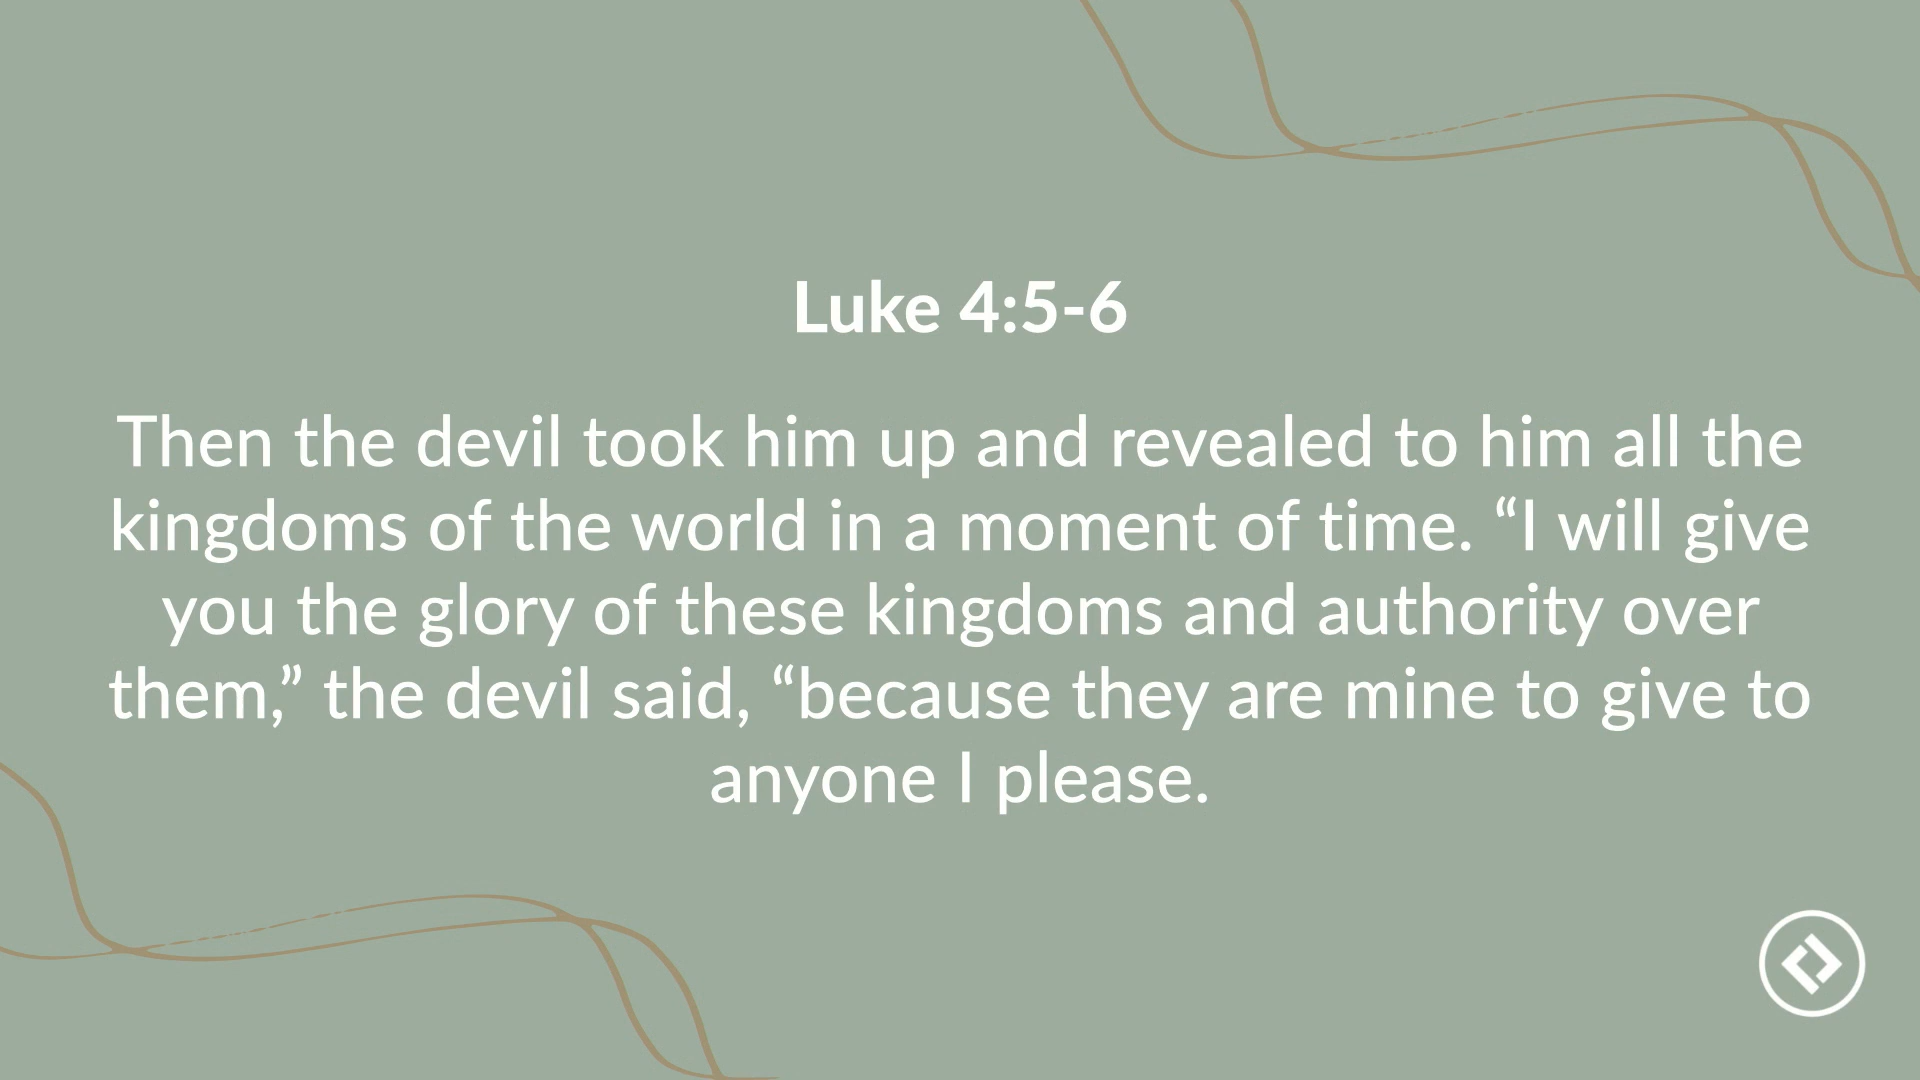 Luke 4:5-6
Then the devil took him up and revealed to him all the
kingdoms of the world in a moment of time. “I will give
you the glory of these kingdoms and authority over
them,” the devil said, “because they are mine to give to
anyone I please.